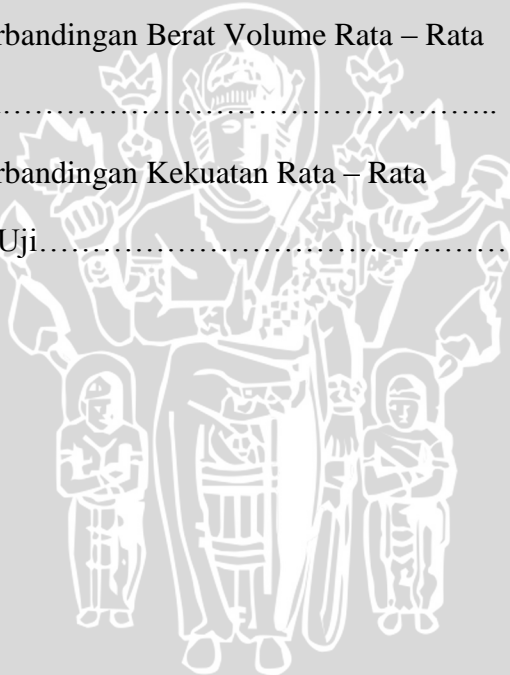 rbandingan Berat Volume Rata – Rata
………………………………………………..
rbandingan Kekuatan Rata – Rata
Uji……………………………………………